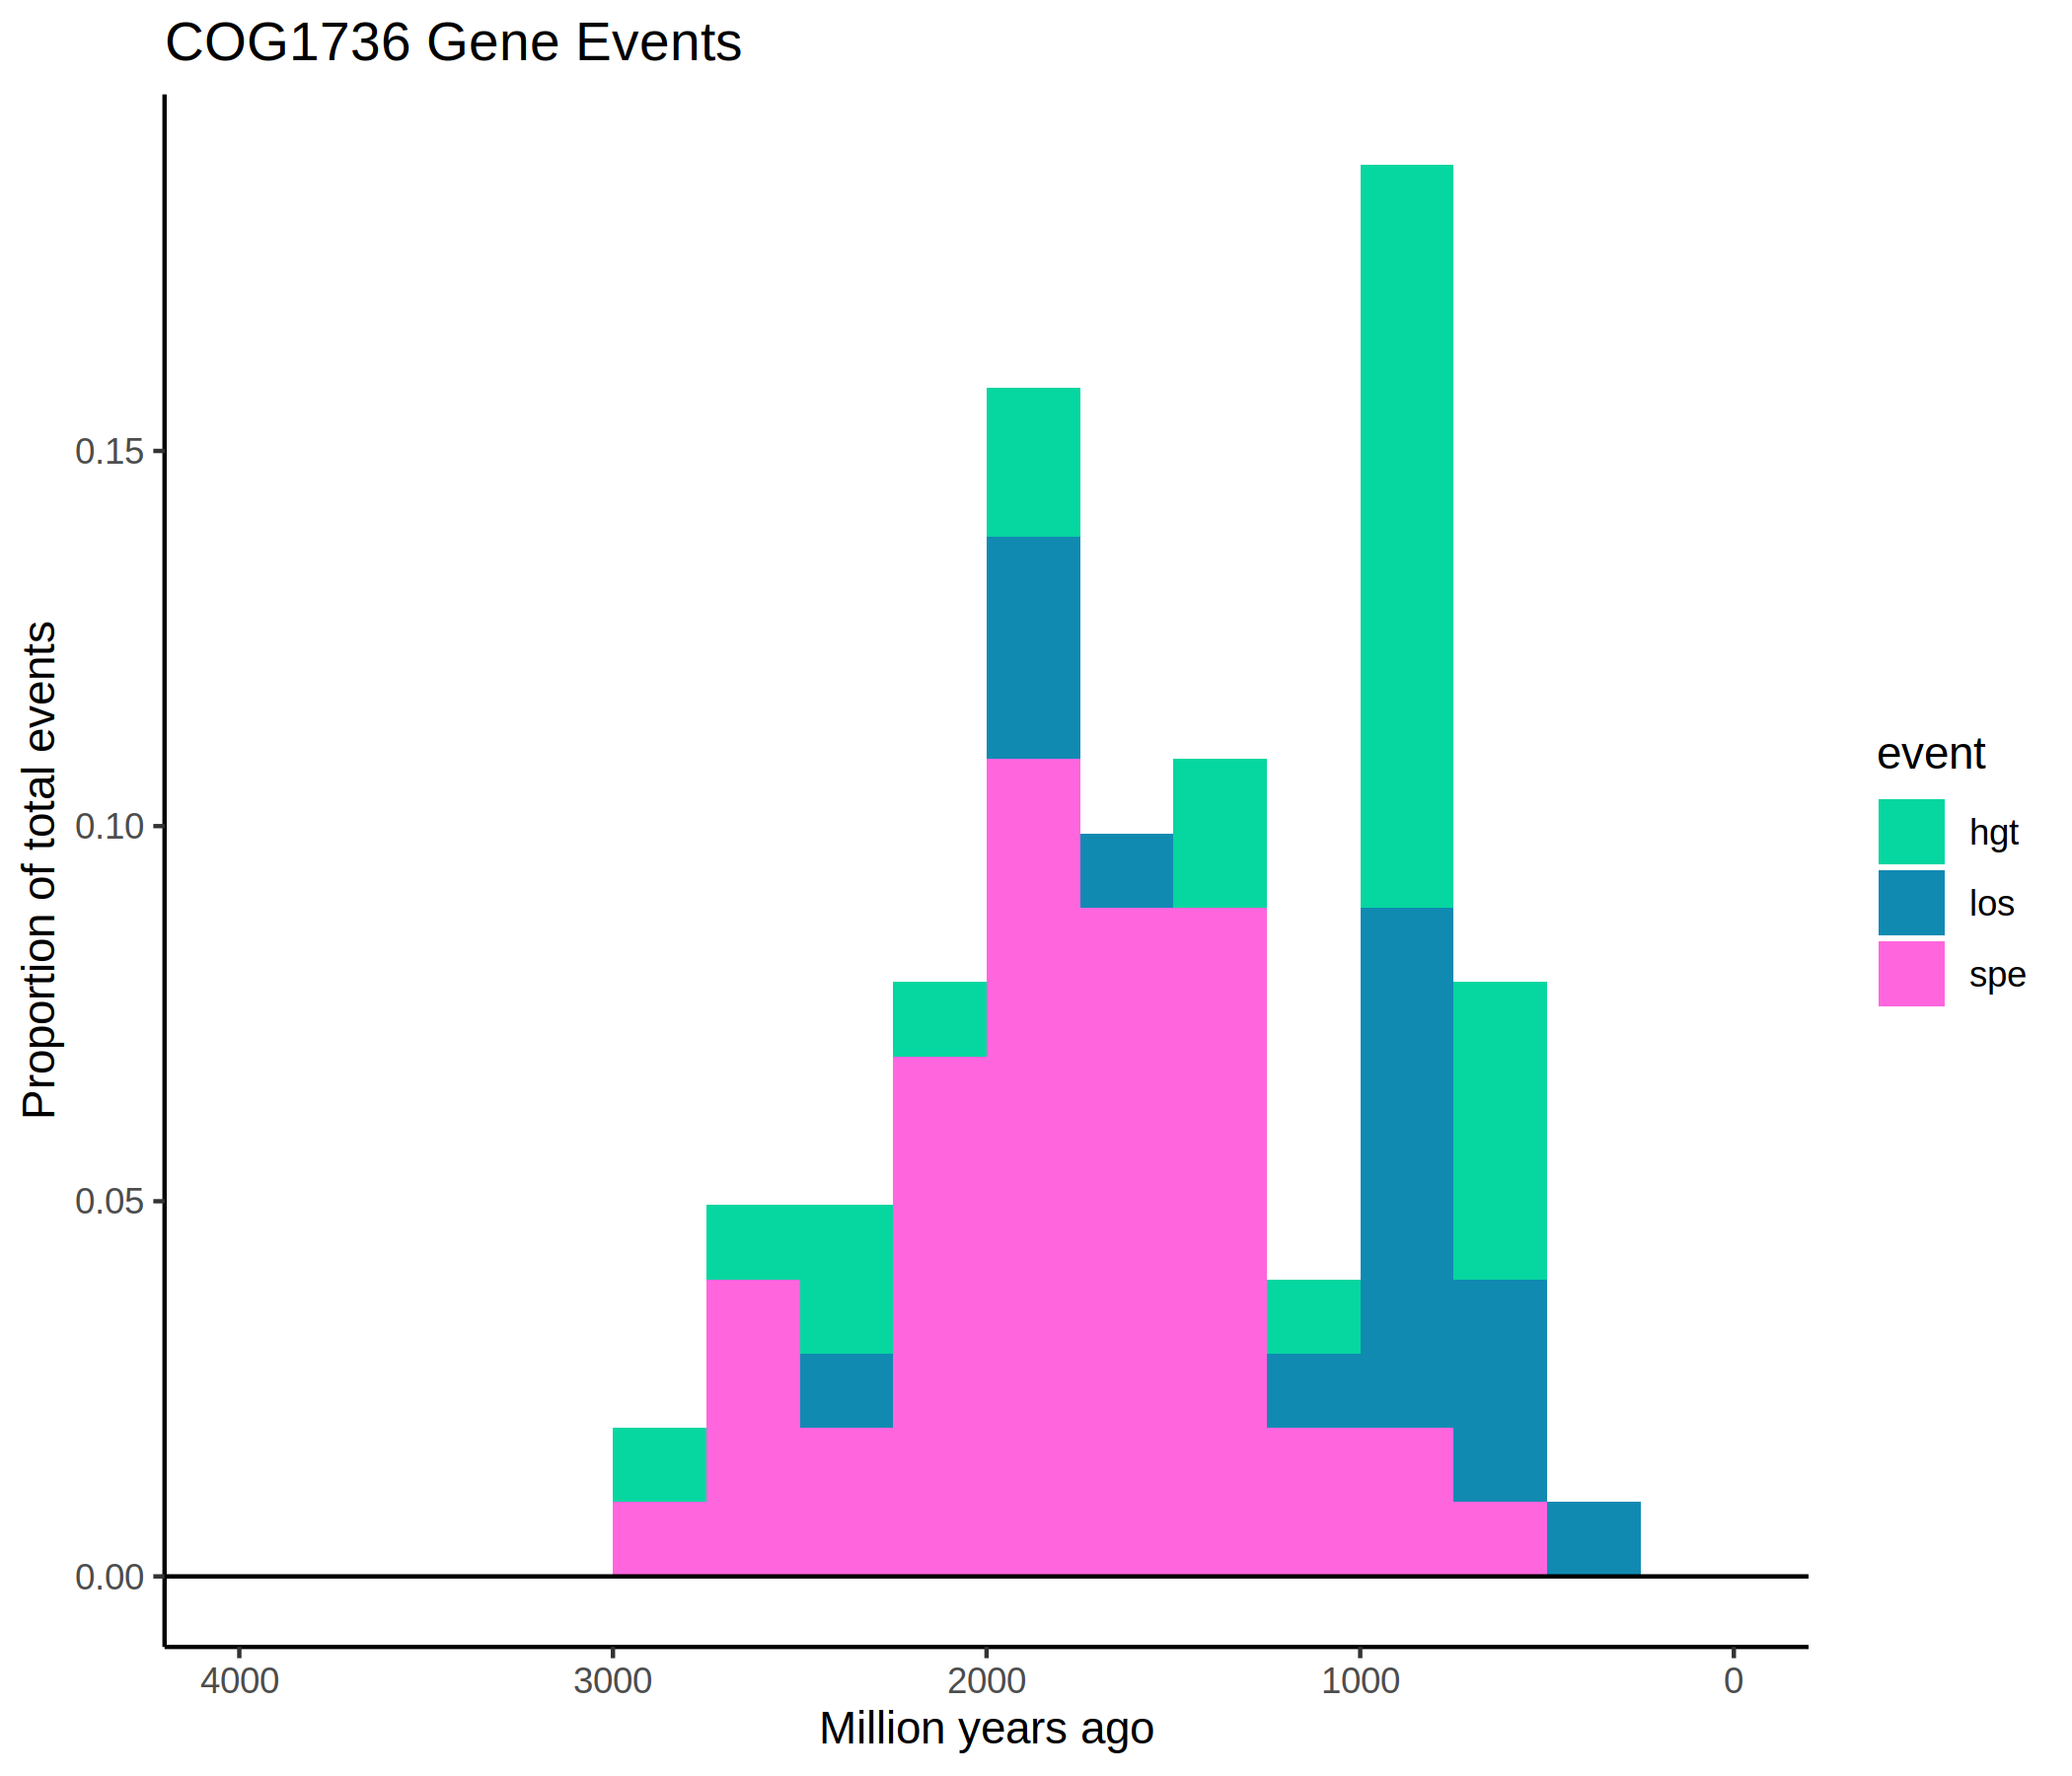 COG1736 Gene Events
Proportion of total events
0.15
0.10
0.05
0.00
4000 3000 2000 1000 0
Million years ago
event
hgt
los
spe